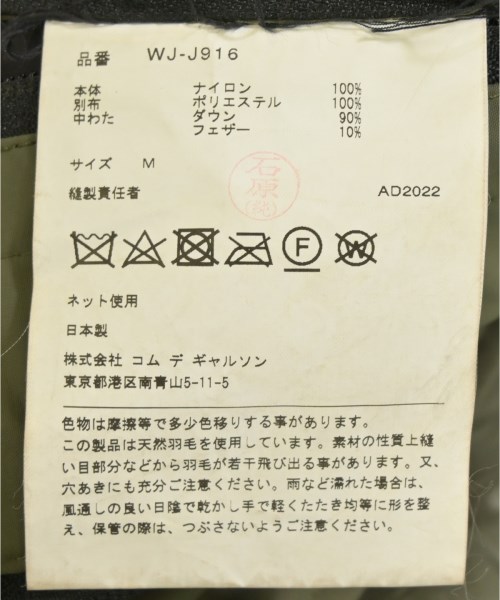 品番 WJ-J916
本体 ナイロン 100%
別布 ポリエステル 100%
中わた ダウン 90%
フェザー 10%
サイズ M
石原
縫製責任者 AD2022
F W
ネット使用
日本製
株式会社 コム デ ギャルソン
東京都港区南青山5-11-5
色物は摩擦等で多少色移りする事があります。
この製品は天然羽毛を使用しています。素材の性質上縫
い目部分などから羽毛が若干飛び出る事があります。又、
穴あきにも充分ご注意ください。雨など濡れた場合は、
風通しの良い日陰で乾かし手で軽くたたき均等に形を整
え、保管の際は、つぶさないようご注意ください。